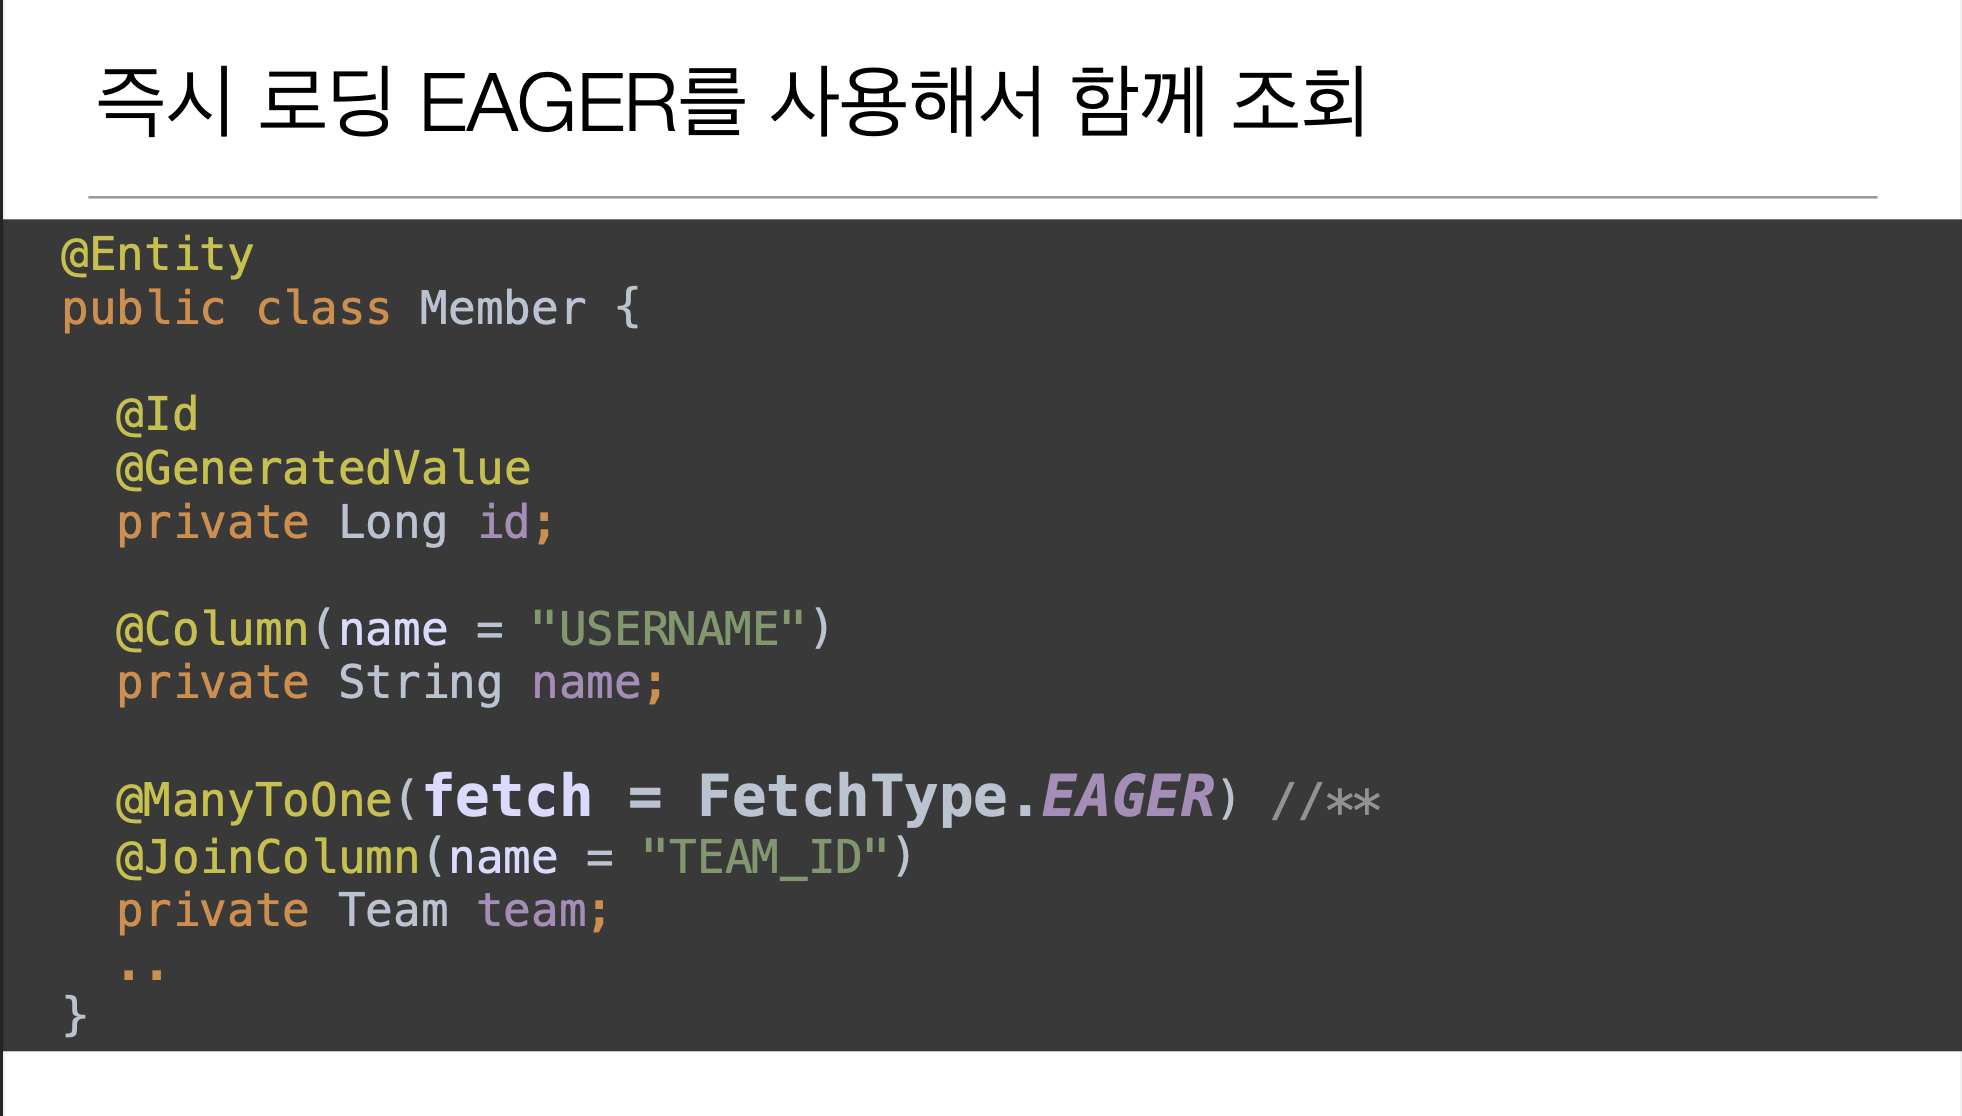 즉시 로딩 EAGER를 사용해서 함께 조회
@Entity
public class Member {
@Id
@GeneratedValue
private Long id;
@Column(name = "USERNAME")
private String name;
@ManyToOne(fetch = FetchType.EAGER) //**
@JoinColumn(name = "TEAM_ID")
private Team team;
..
}